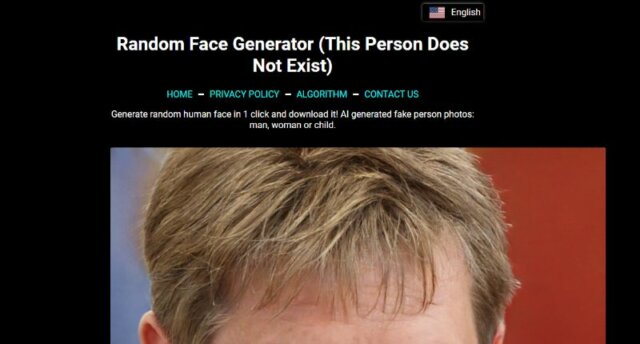 English
Random Face Generator (This Person Does
Not Exist)
HOME – PRIVACY POLICY – ALGORITHM – CONTACT US
Generate random human face in 1 click and download it! AI generated fake person photos:
man, woman or child.